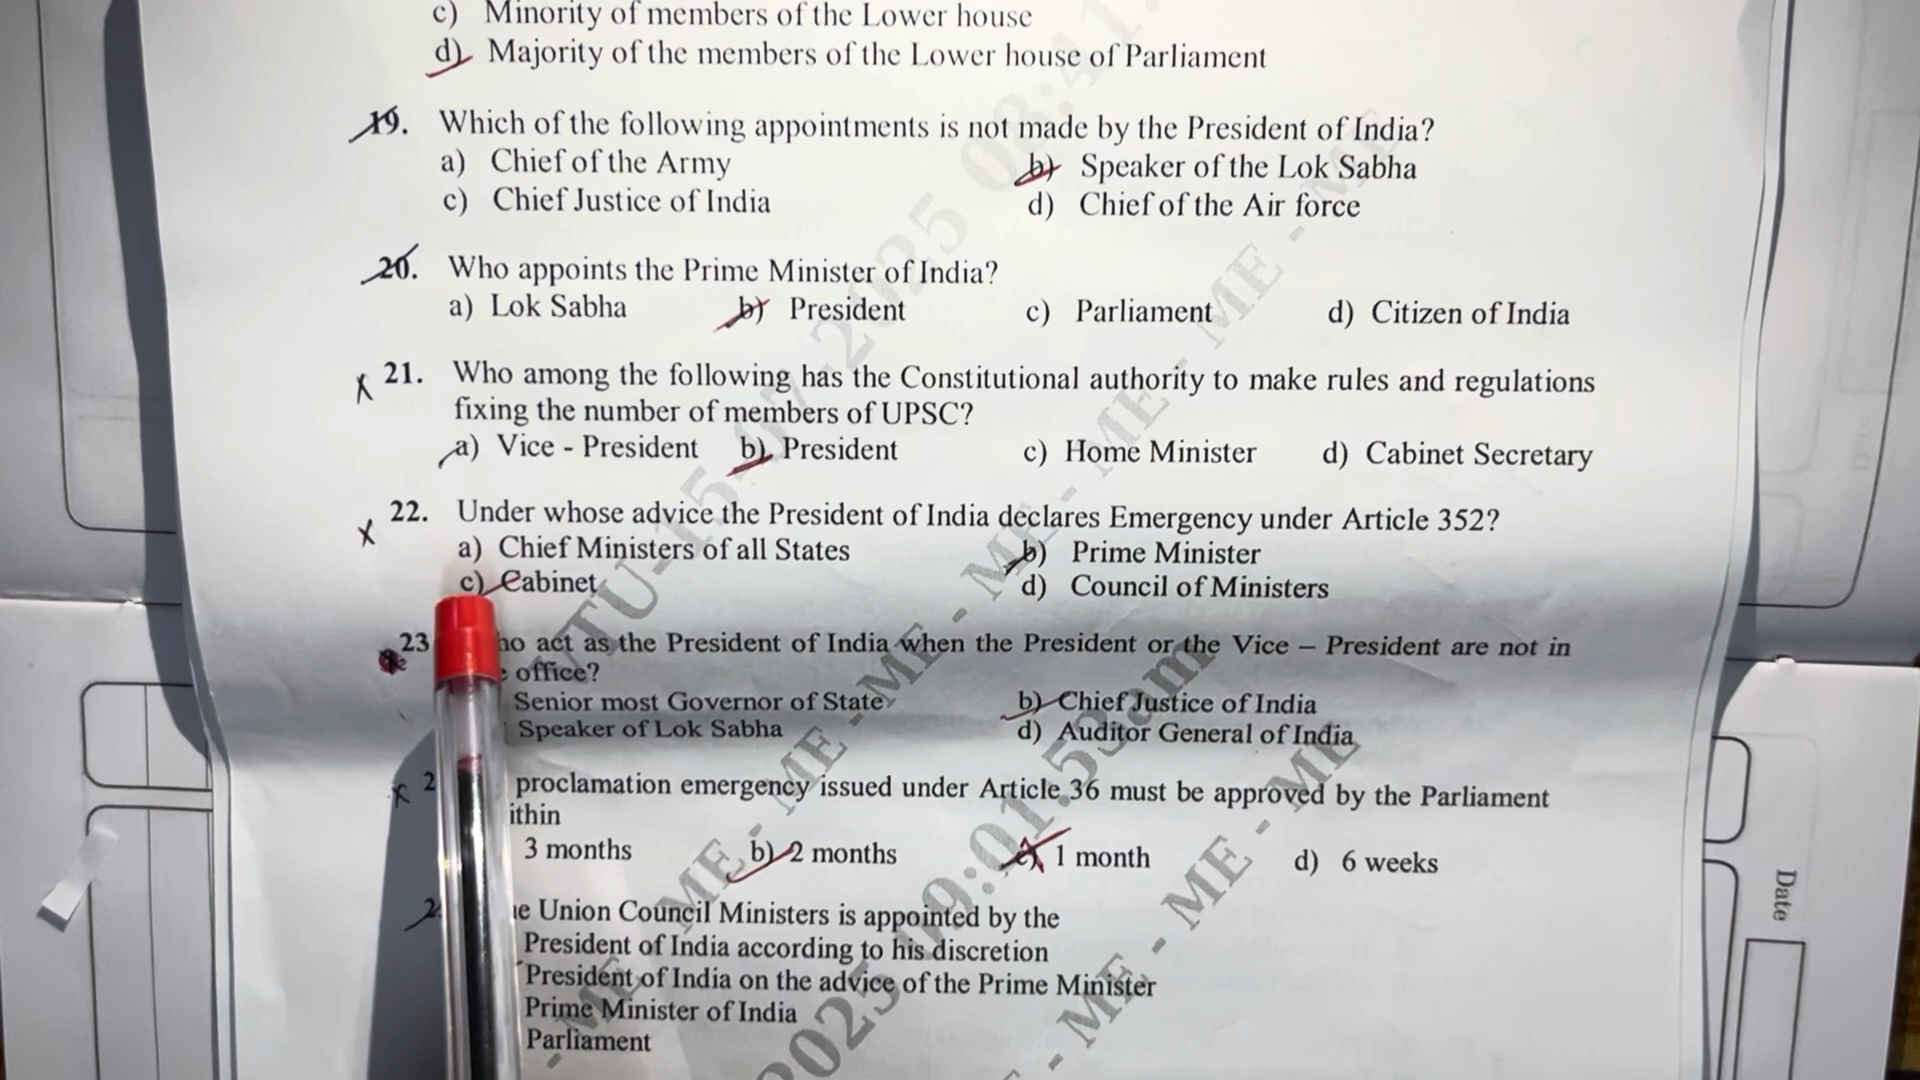 c) Minority of members of the Lower house
d) Majority of the members of the Lower house of Parliament
19. Which of the following appointments is not made by the President of India?
a) Chief of the Army b) Speaker of the Lok Sabha
c) Chief Justice of India d) Chief of the Air force
20. Who appoints the Prime Minister of India?
a) Lok Sabha b) President c) Parliament d) Citizen of India
X 21. Who among the following has the Constitutional authority to make rules and regulations
fixing the number of members of UPSC?
a) Vice - President b) President c) Home Minister d) Cabinet Secretary
X 22. Under whose advice the President of India declares Emergency under Article 352?
a) Chief Ministers of all States b) Prime Minister
c) Cabinet d) Council of Ministers
23 ho act as the President of India when the President or the Vice – President are not in
office?
Senior most Governor of State b) Chief Justice of India
Speaker of Lok Sabha d) Auditor General of India
X 2 proclamation emergency issued under Article 36 must be approved by the Parliament
ithin
3 months b) 2 months c) 1 month d) 6 weeks
2 e Union Council Ministers is appointed by the
President of India according to his discretion
President of India on the advice of the Prime Minister
Prime Minister of India
Parliament
Date